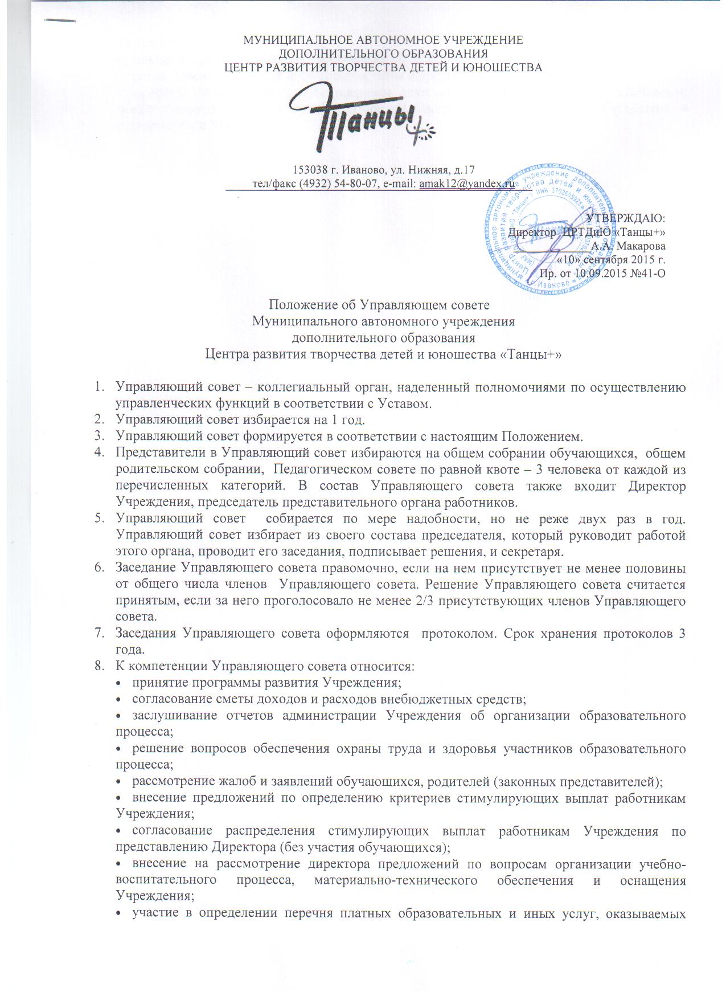 МУНИЦИПАЛЬНОЕ АВТОНОМНОЕ УЧРЕЖДЕНИЕ
ДОПОЛНИТЕЛЬНОГО ОБРАЗОВАНИЯ
ЦЕНТР РАЗВИТИЯ ТВОРЧЕСТВА ДЕТЕЙ И ЮНОШЕСТВА
Танцы+
153038 г. Иваново, ул. Нижняя, д.17
тел/факс (4932) 54-80-07, e-mail: amak12@yandex.ru
УТВЕРЖДАЮ:
Директор ЦРТДиЮ «Танцы+»
А.А. Макарова
«10» сентября 2015 г.
Пр. от 10.09.2015 №41-О
Положение об Управляющем совете
Муниципального автономного учреждения
дополнительного образования
Центра развития творчества детей и юношества «Танцы+»
1. Управляющий совет – коллегиальный орган, наделенный полномочиями по осуществлению
управленческих функций в соответствии с Уставом.
2. Управляющий совет избирается на 1 год.
3. Управляющий совет формируется в соответствии с настоящим Положением.
4. Представители в Управляющий совет избираются на общем собрании обучающихся, общем
родительском собрании, Педагогическом совете по равной квоте – 3 человека от каждой из
перечисленных категорий. В состав Управляющего совета также входит Директор
Учреждения, председатель представительного органа работников.
5. Управляющий совет собирается по мере надобности, но не реже двух раз в год.
Управляющий совет избирает из своего состава председателя, который руководит работой
этого органа, проводит его заседания, подписывает решения, и секретаря.
6. Заседание Управляющего совета правомочно, если на нем присутствует не менее половины
от общего числа членов Управляющего совета. Решение Управляющего совета считается
принятым, если за него проголосовало не менее 2/3 присутствующих членов Управляющего
совета.
7. Заседания Управляющего совета оформляются протоколом. Срок хранения протоколов 3
года.
8. К компетенции Управляющего совета относится:
• принятие программы развития Учреждения;
• согласование сметы доходов и расходов внебюджетных средств;
• заслушивание отчетов администрации Учреждения об организации образовательного
процесса;
• решение вопросов обеспечения охраны труда и здоровья участников образовательного
процесса;
• рассмотрение жалоб и заявлений обучающихся, родителей (законных представителей);
• внесение предложений по определению критериев стимулирующих выплат работникам
Учреждения;
• согласование распределения стимулирующих выплат работникам Учреждения по
представлению Директора (без участия обучающихся);
• внесение на рассмотрение директора предложений по вопросам организации учебно-
воспитательного процесса, материально-технического обеспечения и оснащения
Учреждения;
• участие в определении перечня платных образовательных и иных услуг, оказываемых